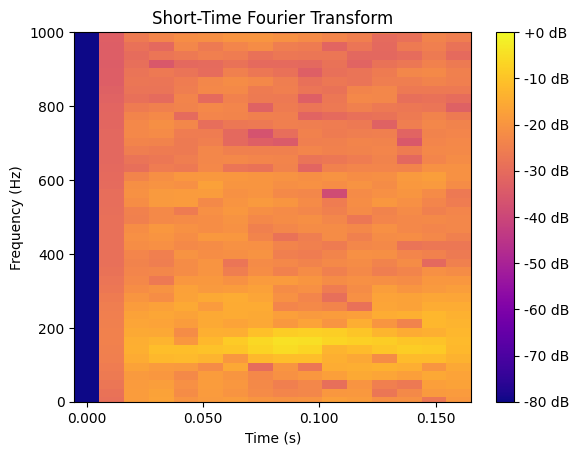 Short-Time Fourier Transform
1000
800
600
400
200
0
Frequency (Hz)
0.000
0.050
0.100
0.150
Time (s)
+0 dB
-10 dB
-20 dB
-30 dB
-40 dB
-50 dB
-60 dB
-70 dB
-80 dB